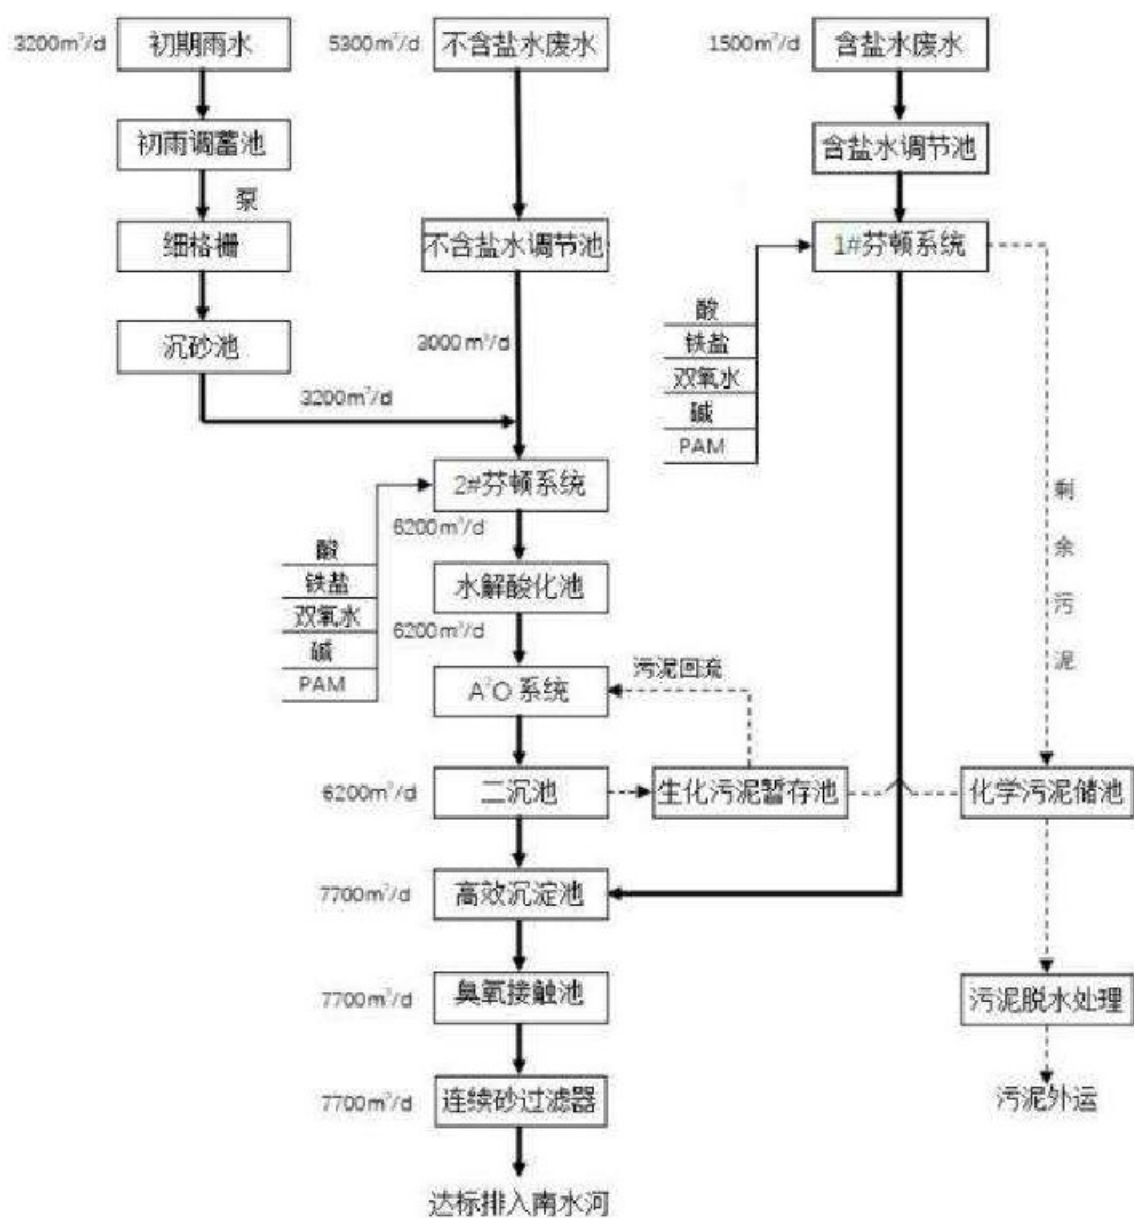 3200m³/d
初期雨水
5300m³/d
不含盐水废水
1500m³/d
含盐水废水
初雨调蓄池
含盐水调节池
泵
细格栅
不含盐水调节池
1#芬顿系统
沉砂池
3000m³/d
酸
铁盐
双氧水
碱
PAM
3200m³/d
2#芬顿系统
6200m³/d
酸
铁盐
双氧水
碱
PAM
水解酸化池
6200m³/d
剩余污泥
A²O系统
污泥回流
6200m³/d
二沉池
生化污泥暂存池
化学污泥储池
7700m³/d
高效沉淀池
7700m³/d
臭氧接触池
污泥脱水处理
7700m³/d
连续砂过滤器
污泥外运
达标排入南水河